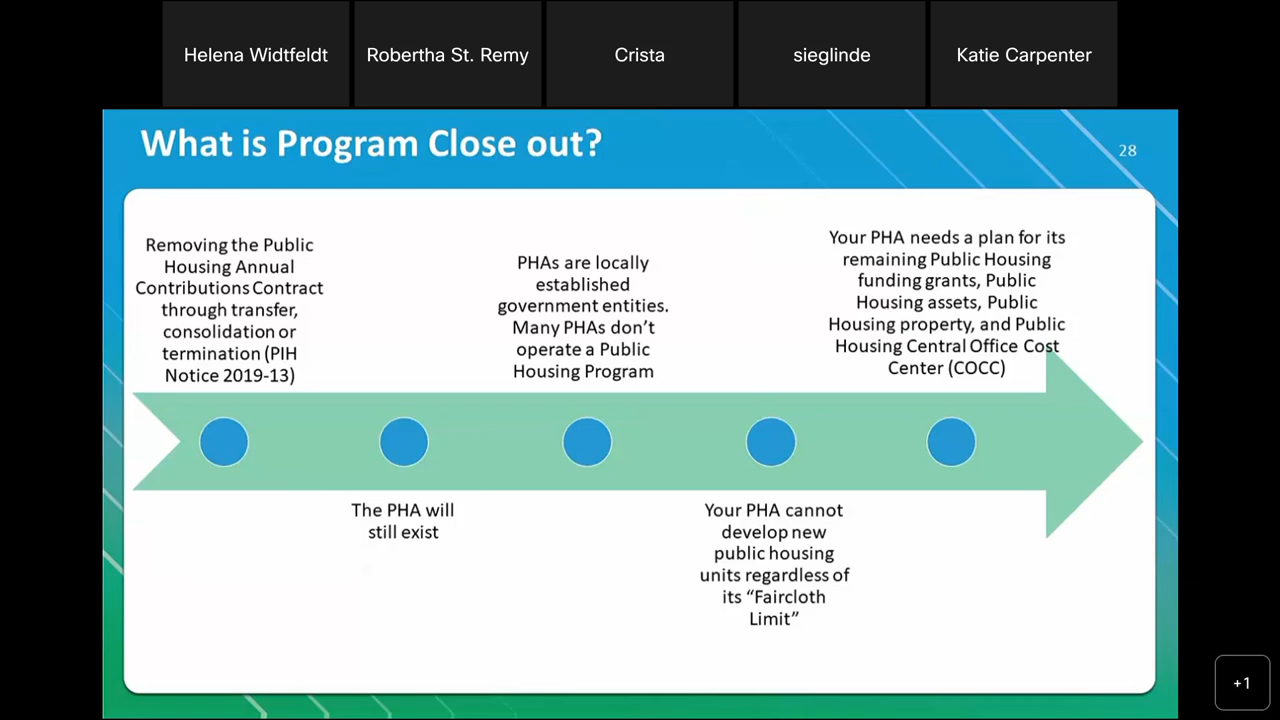 Helena Widtfeldt
Robertha St. Remy
Crista
sieglinde
Katie Carpenter
What is Program Close out?
28
Removing the Public
Housing Annual
Contributions Contract
through transfer,
consolidation or
termination (PIH
Notice 2019-13)
The PHA will
still exist
PHAs are locally
established
government entities.
Many PHAs don’t
operate a Public
Housing Program
Your PHA cannot
develop new
public housing
units regardless of
its “Faircloth
Limit”
Your PHA needs a plan for its
remaining Public Housing
funding grants, Public
Housing assets, Public
Housing property, and Public
Housing Central Office Cost
Center (COCC)
+1